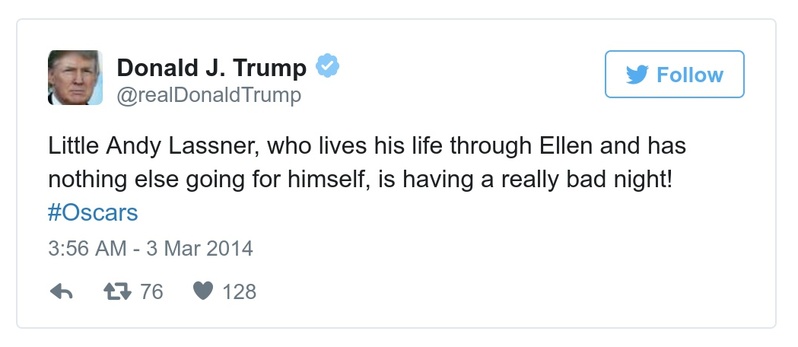 Donald J. Trump
@realDonaldTrump
Follow
Little Andy Lassner, who lives his life through Ellen and has
nothing else going for himself, is having a really bad night!
#Oscars
3:56 AM - 3 Mar 2014
76 128